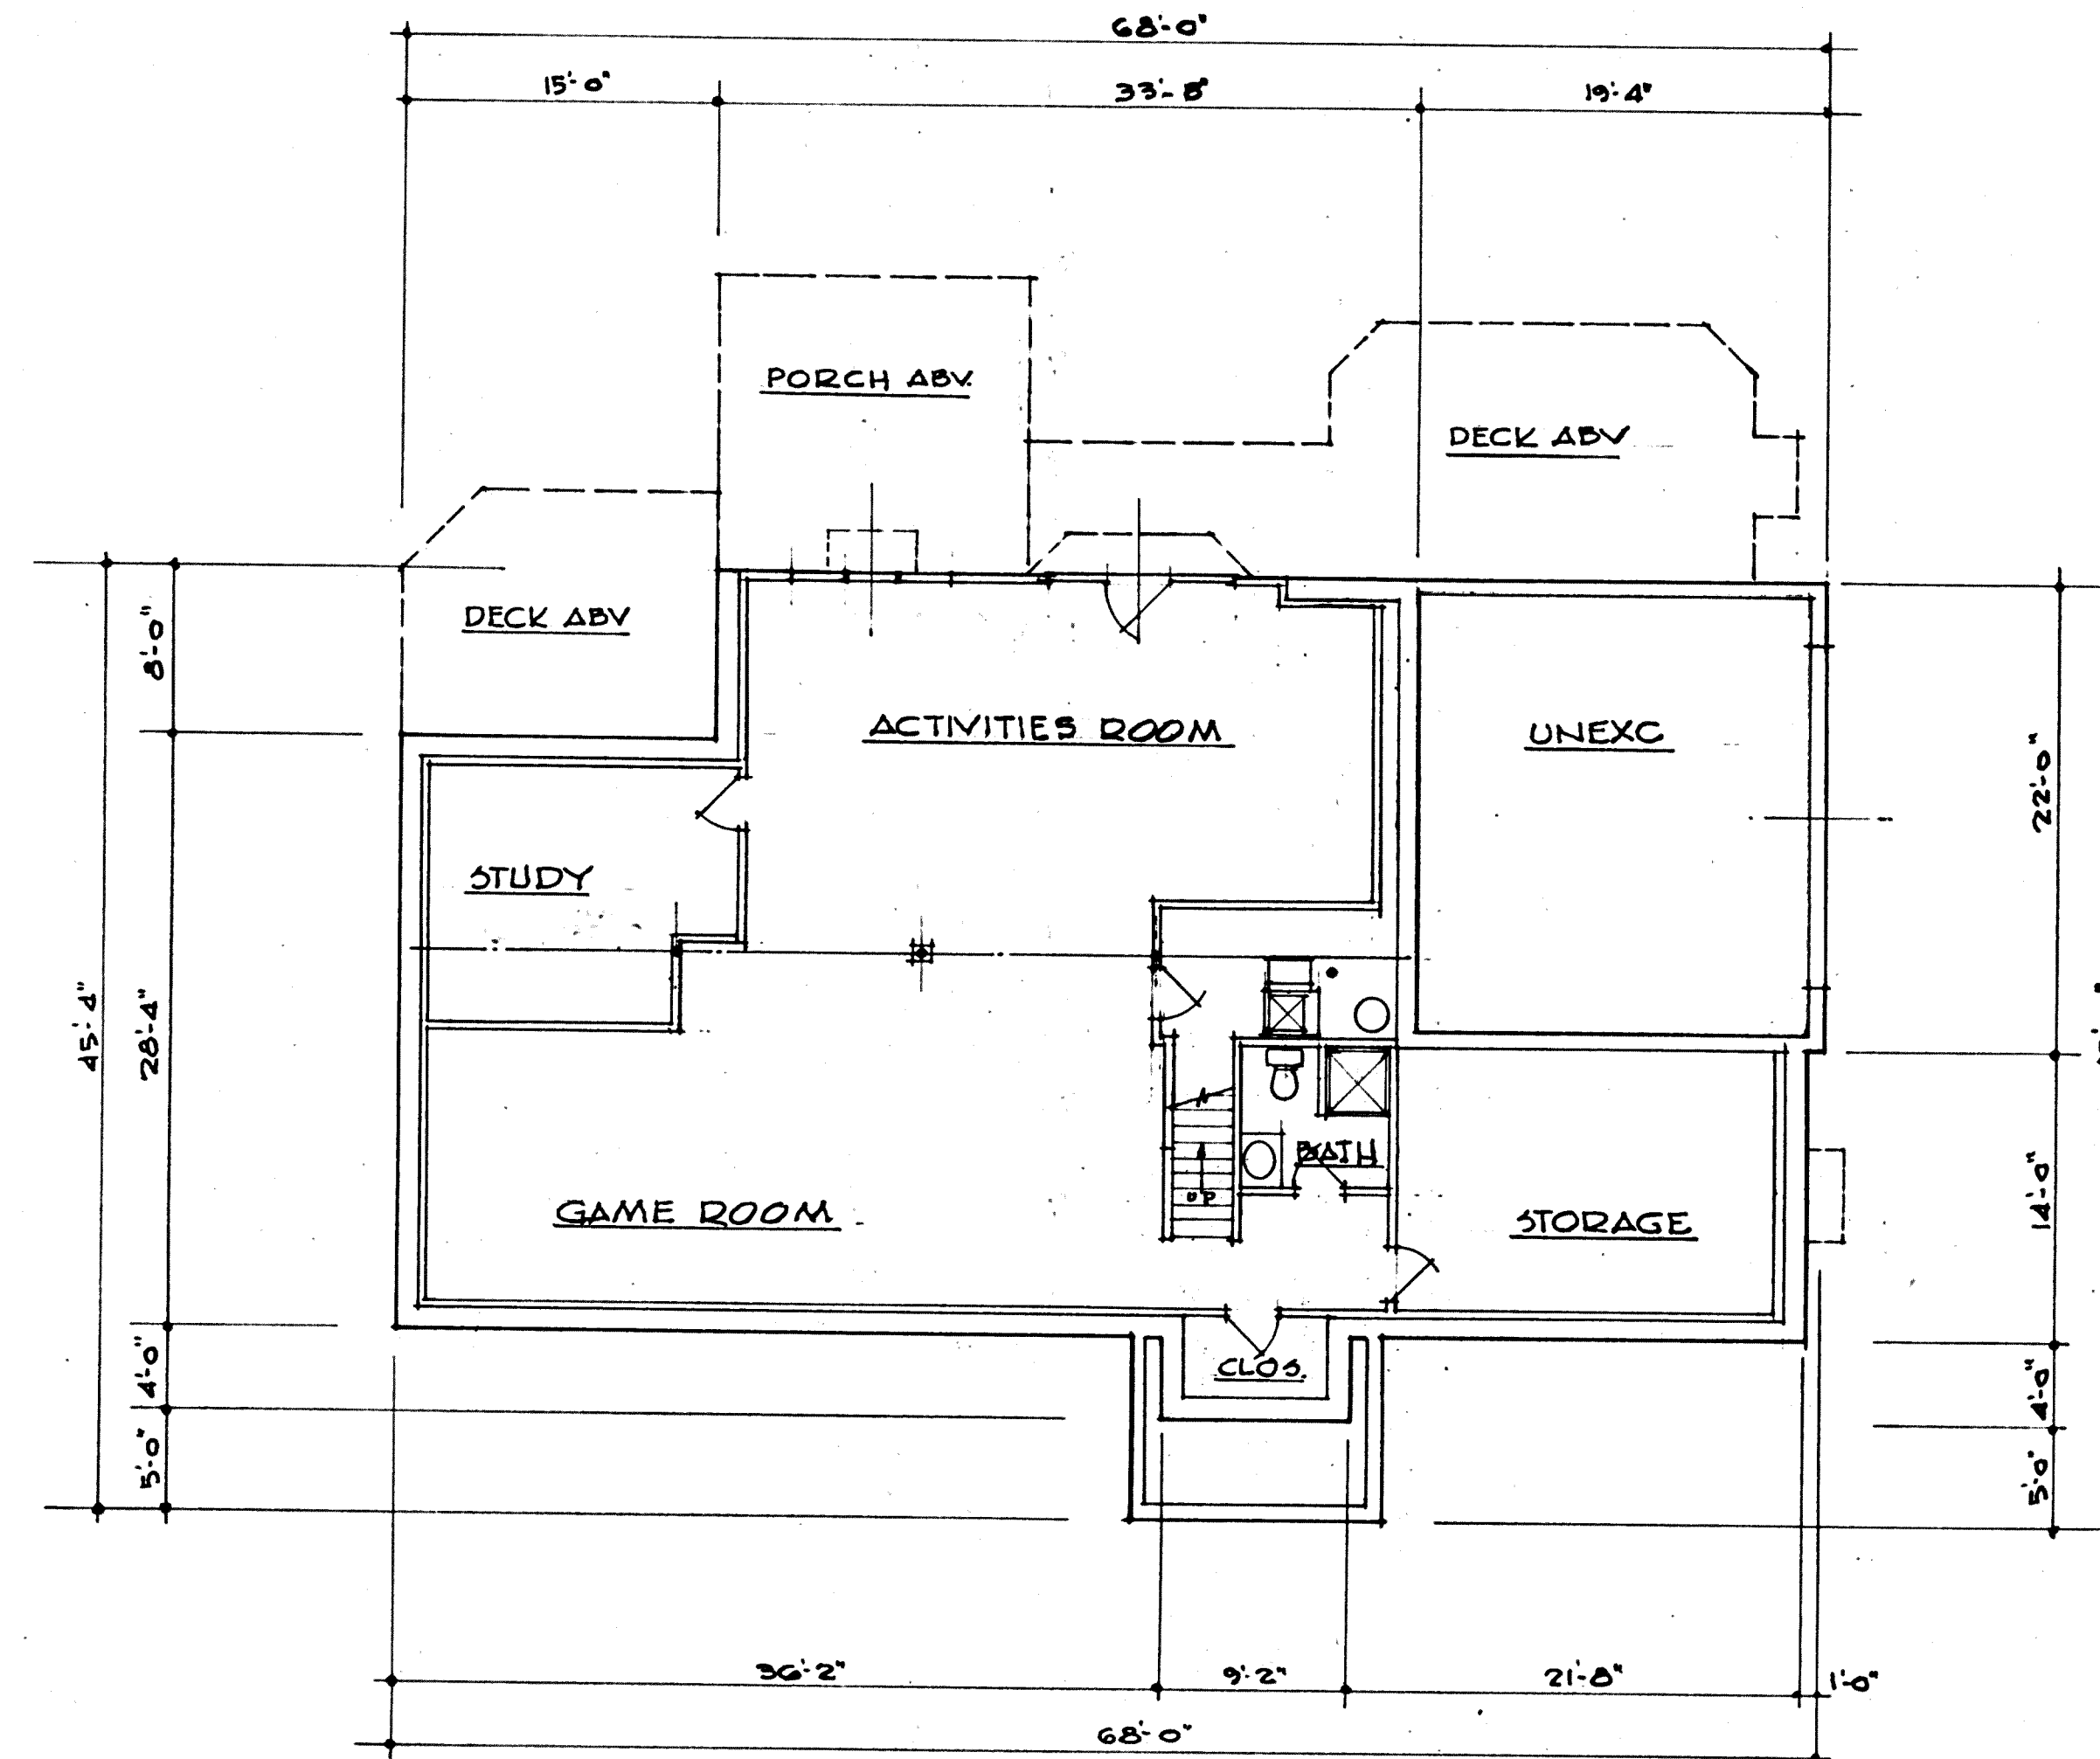 68'-0"
15'-0"
33'-8"
19'-4"
PORCH ABV.
DECK ABV
DECK ABV
8'-0"
ACTIVITIES ROOM
UNEXC
22'-0"
STUDY
45'-4"
28'-4"
BATH
UP
GAME ROOM
STORAGE
14'-0"
CLOS.
4'-0"
4'-0"
5'-0"
5'-0"
36'-2"
9'-2"
21'-8"
1'-0"
68'-0"